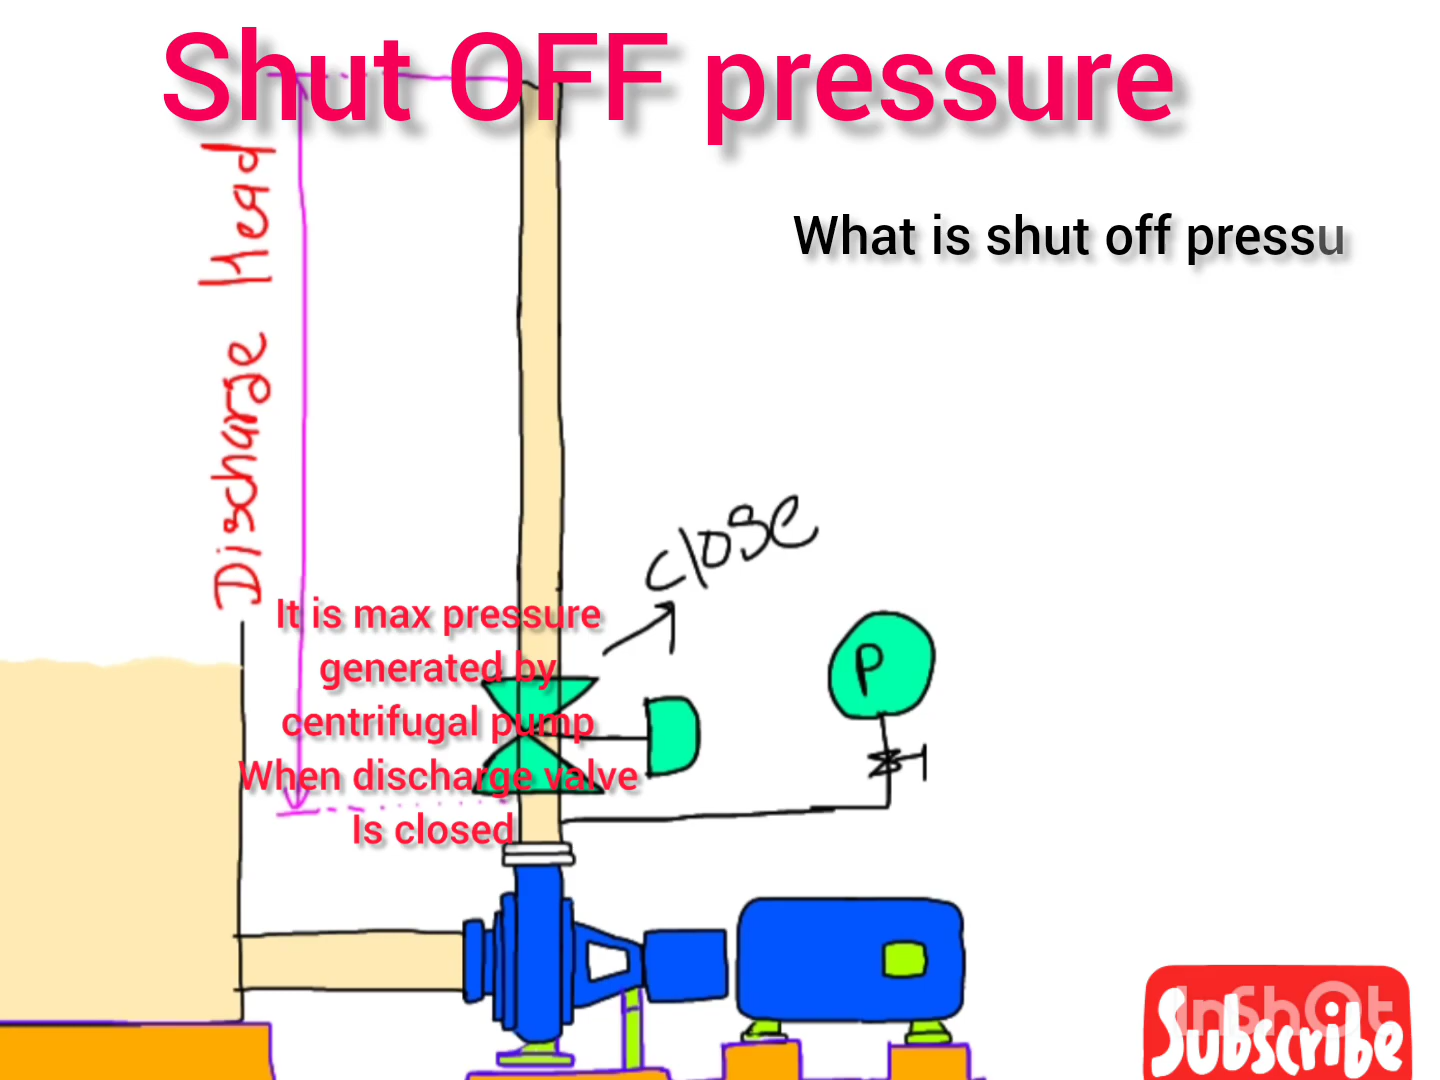 Shut OFF pressure
What is shut off pressu
Discharge Head
close
It is max pressure
generated by
centrifugal pump
When discharge valve
Is closed
P
InShot
Subscribe